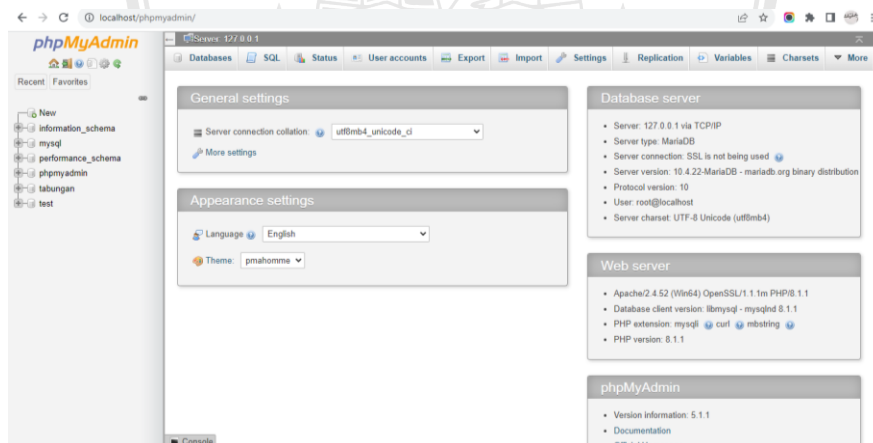 localhost/phpmyadmin/
phpMyAdmin
Recent Favorites
New
information_schema
mysql
performance_schema
phpmyadmin
tabungan
test
Server: 127.0.0.1
Databases SQL Status User accounts Export Import Settings Replication Variables Charsets More
General settings
Server connection collation: utf8mb4_unicode_ci
More settings
Appearance settings
Language English
Theme: pmahomme
Database server
Server: 127.0.0.1 via TCP/IP
Server type: MariaDB
Server connection: SSL is not being used
Server version: 10.4.22-MariaDB - mariadb.org binary distribution
Protocol version: 10
User: root@localhost
Server charset: UTF-8 Unicode (utf8mb4)
Web server
Apache/2.4.52 (Win64) OpenSSL/1.1.1m PHP/8.1.1
Database client version: libmysql - mysqlnd 8.1.1
PHP extension: mysqli curl mbstring
PHP version: 8.1.1
phpMyAdmin
Version information: 5.1.1
Documentation
Console